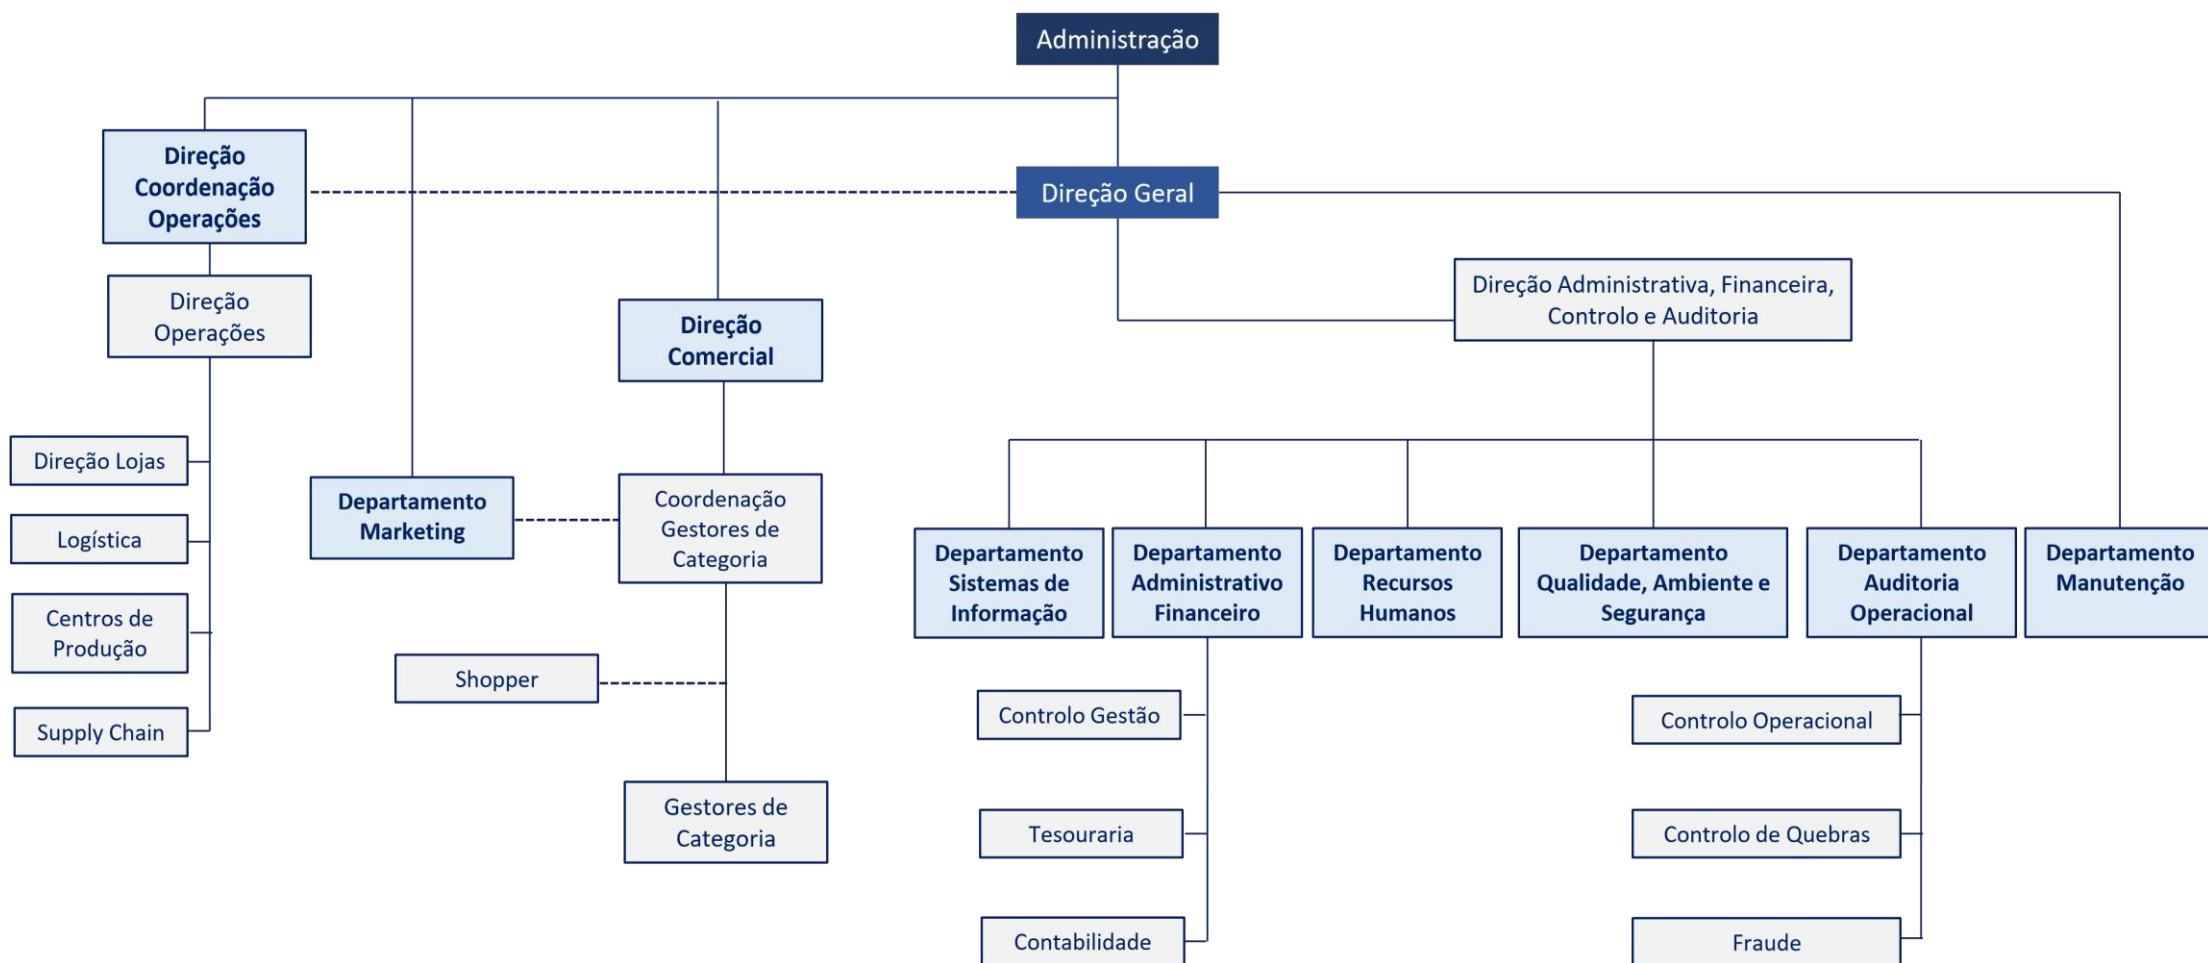 Administração
Direção
Coordenação
Operações
Direção Geral
Direção
Operações
Direção Administrativa, Financeira,
Controlo e Auditoria
Direção
Comercial
Direção Lojas
Logística
Centros de
Produção
Supply Chain
Departamento
Marketing
Coordenação
Gestores de
Categoria
Shopper
Gestores de
Categoria
Departamento
Sistemas de
Informação
Departamento
Administrativo
Financeiro
Departamento
Recursos
Humanos
Departamento
Qualidade, Ambiente e
Segurança
Departamento
Auditoria
Operacional
Departamento
Manutenção
Controlo Gestão
Tesouraria
Contabilidade
Controlo Operacional
Controlo de Quebras
Fraude